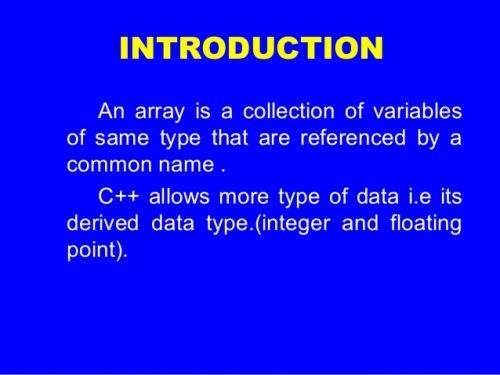 INTRODUCTION
An array is a collection of variables
of same type that are referenced by a
common name .
C++ allows more type of data i.e its
derived data type.(integer and floating
point).